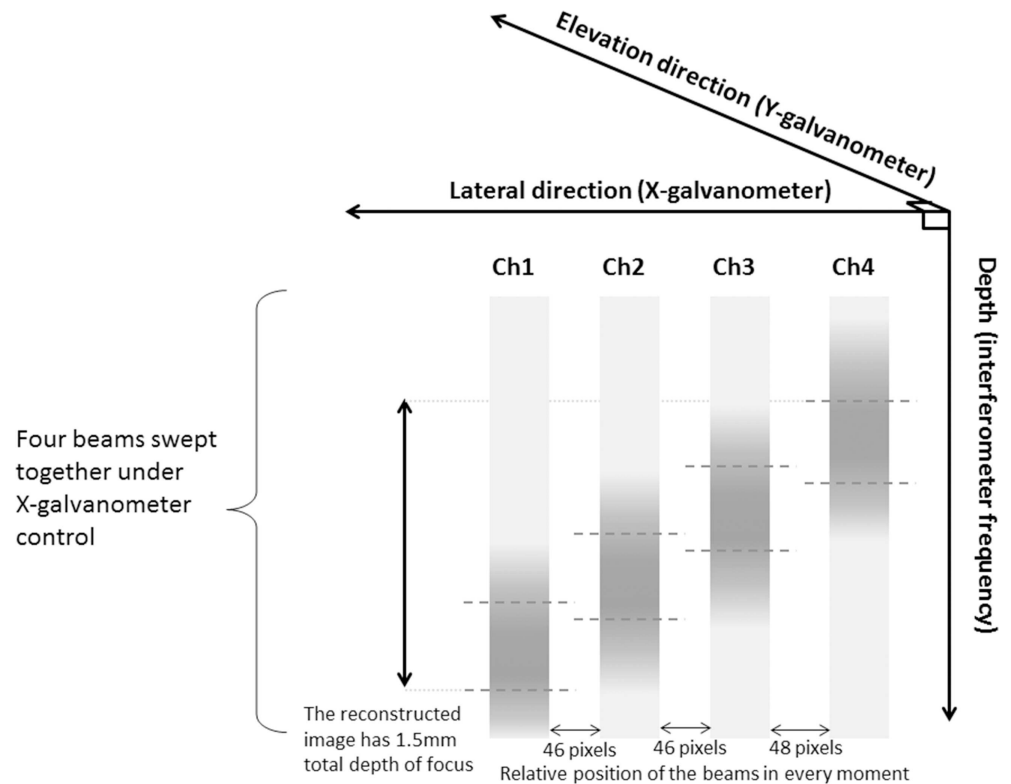 Elevation direction (Y-galvanometer)
Lateral direction (X-galvanometer)
Ch1 Ch2 Ch3 Ch4
Depth (interferometer frequency)
Four beams swept
together under
X-galvanometer
control
The reconstructed
image has 1.5mm
total depth of focus
46 pixels 46 pixels 48 pixels
Relative position of the beams in every moment